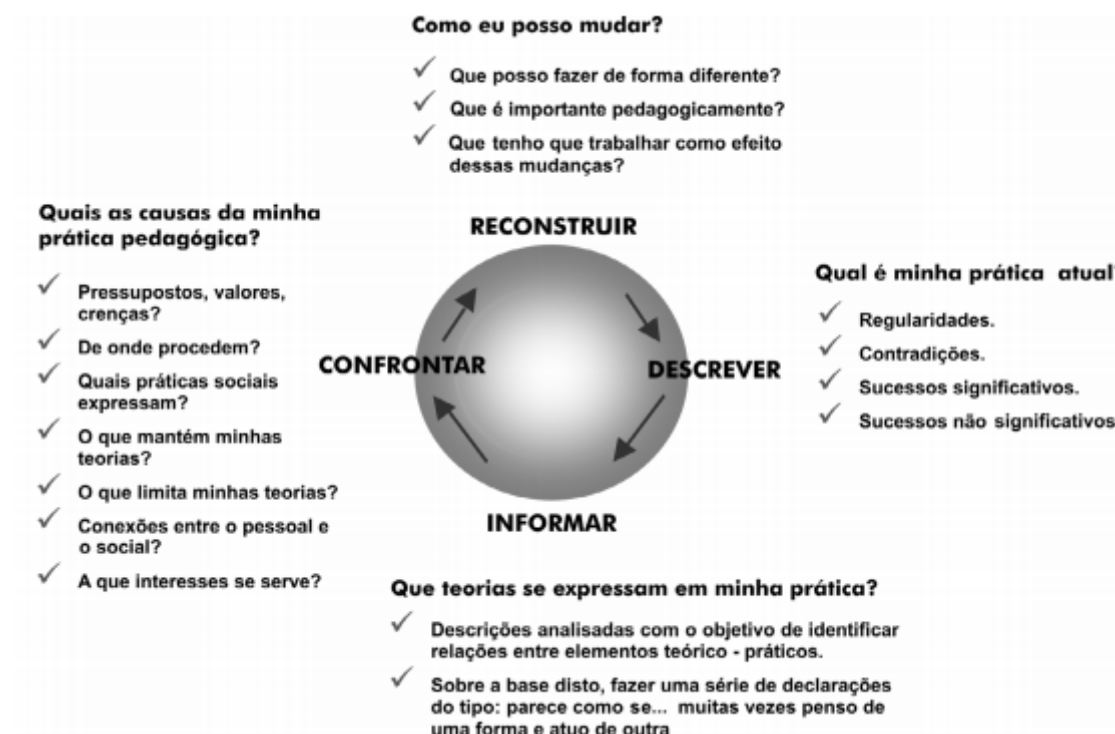 Como eu posso mudar?
✓ Que posso fazer de forma diferente?
✓ Que é importante pedagogicamente?
✓ Que tenho que trabalhar como efeito
dessas mudanças?
Quais as causas da minha
prática pedagógica?
✓ Pressupostos, valores,
crenças?
✓ De onde procedem?
✓ Quais práticas sociais
expressam?
✓ O que mantém minhas
teorias?
✓ O que limita minhas teorias?
✓ Conexões entre o pessoal e
o social?
✓ A que interesses se serve?
RECONSTRUIR
CONFRONTAR
DESCREVER
INFORMAR
Qual é minha prática atual?
✓ Regularidades.
✓ Contradições.
✓ Sucessos significativos.
✓ Sucessos não significativos
Que teorias se expressam em minha prática?
✓ Descrições analisadas com o objetivo de identificar
relações entre elementos teórico - práticos.
✓ Sobre a base disto, fazer uma série de declarações
do tipo: parece como se... muitas vezes penso de
uma forma e atuo de outra